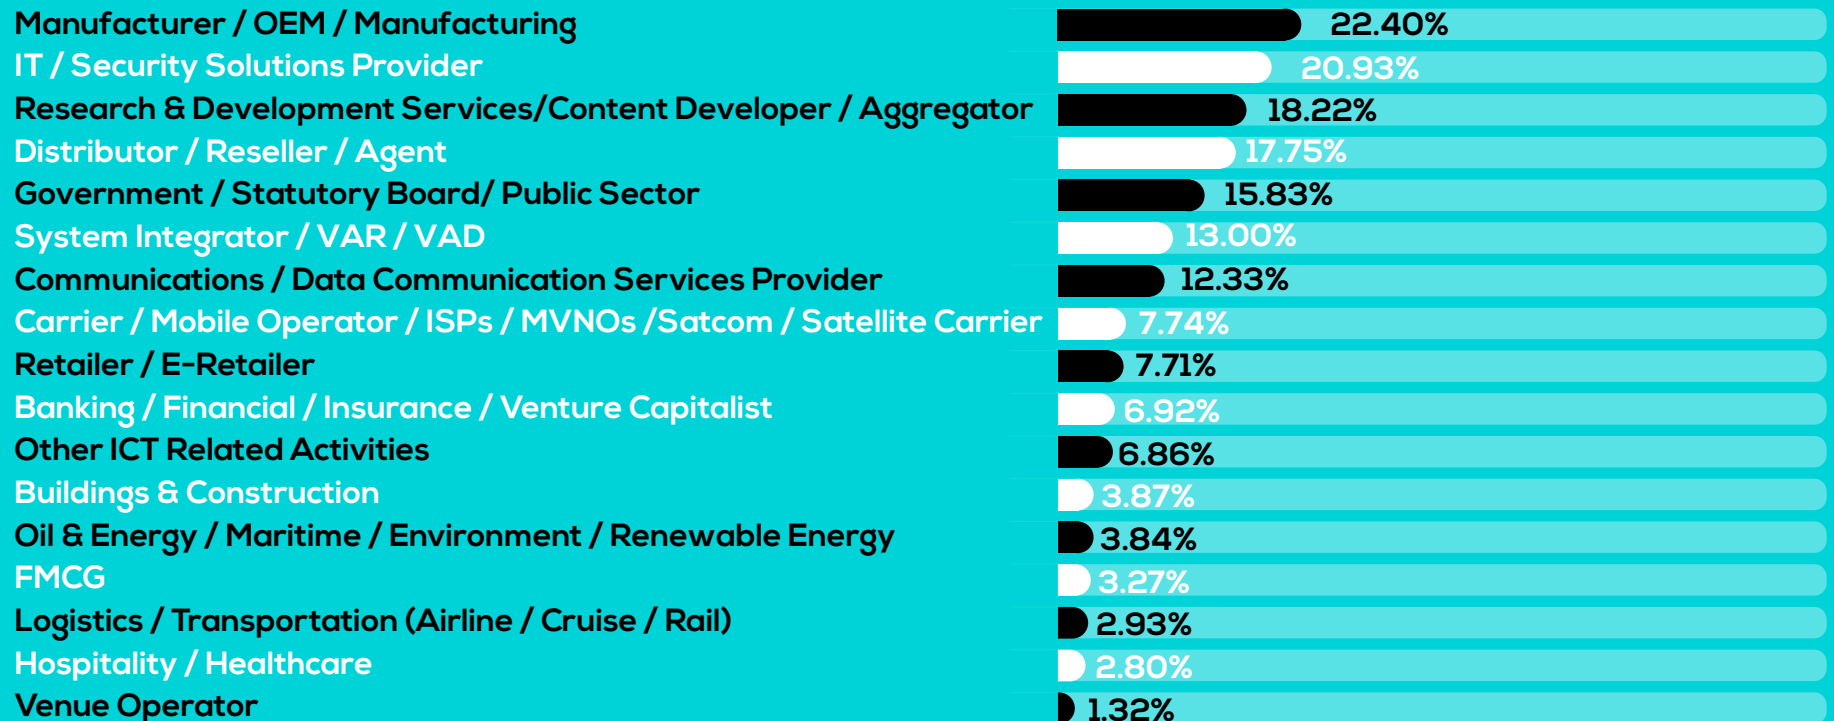 Manufacturer / OEM / Manufacturing 22.40%
IT / Security Solutions Provider 20.93%
Research & Development Services/Content Developer / Aggregator 18.22%
Distributor / Reseller / Agent 17.75%
Government / Statutory Board/ Public Sector 15.83%
System Integrator / VAR / VAD 13.00%
Communications / Data Communication Services Provider 12.33%
Carrier / Mobile Operator / ISPs / MVNOs /Satcom / Satellite Carrier 7.74%
Retailer / E-Retailer 7.71%
Banking / Financial / Insurance / Venture Capitalist 6.92%
Other ICT Related Activities 6.86%
Buildings & Construction 3.87%
Oil & Energy / Maritime / Environment / Renewable Energy 3.84%
FMCG 3.27%
Logistics / Transportation (Airline / Cruise / Rail) 2.93%
Hospitality / Healthcare 2.80%
Venue Operator 1.32%